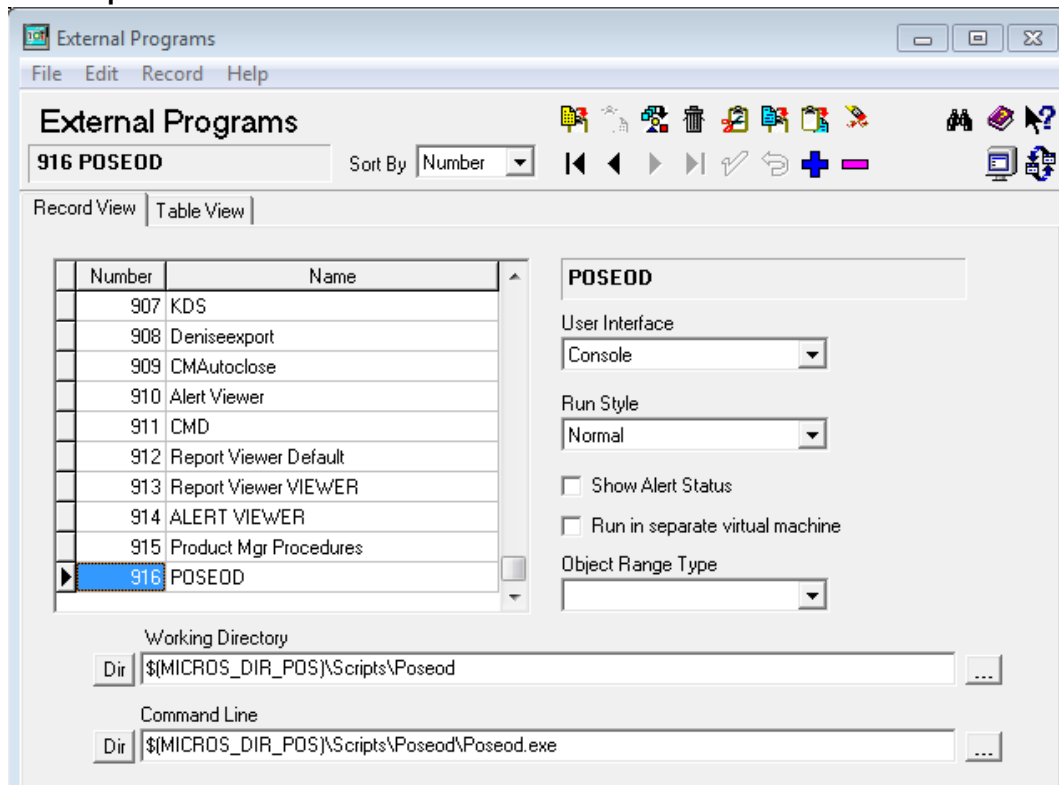 External Programs
File Edit Record Help
External Programs
916 POSEOD
Sort By Number
Record View Table View
Number Name
907 KDS
908 Deniseexport
909 CMAutoclose
910 Alert Viewer
911 CMD
912 Report Viewer Default
913 Report Viewer VIEWER
914 ALERT VIEWER
915 Product Mgr Procedures
916 POSEOD
POSEOD
User Interface
Console
Run Style
Normal
Show Alert Status
Run in separate virtual machine
Object Range Type
Working Directory
Dir $(MICROS_DIR_POS)\Scripts\Poseod ...
Command Line
Dir $(MICROS_DIR_POS)\Scripts\Poseod\Poseod.exe ...